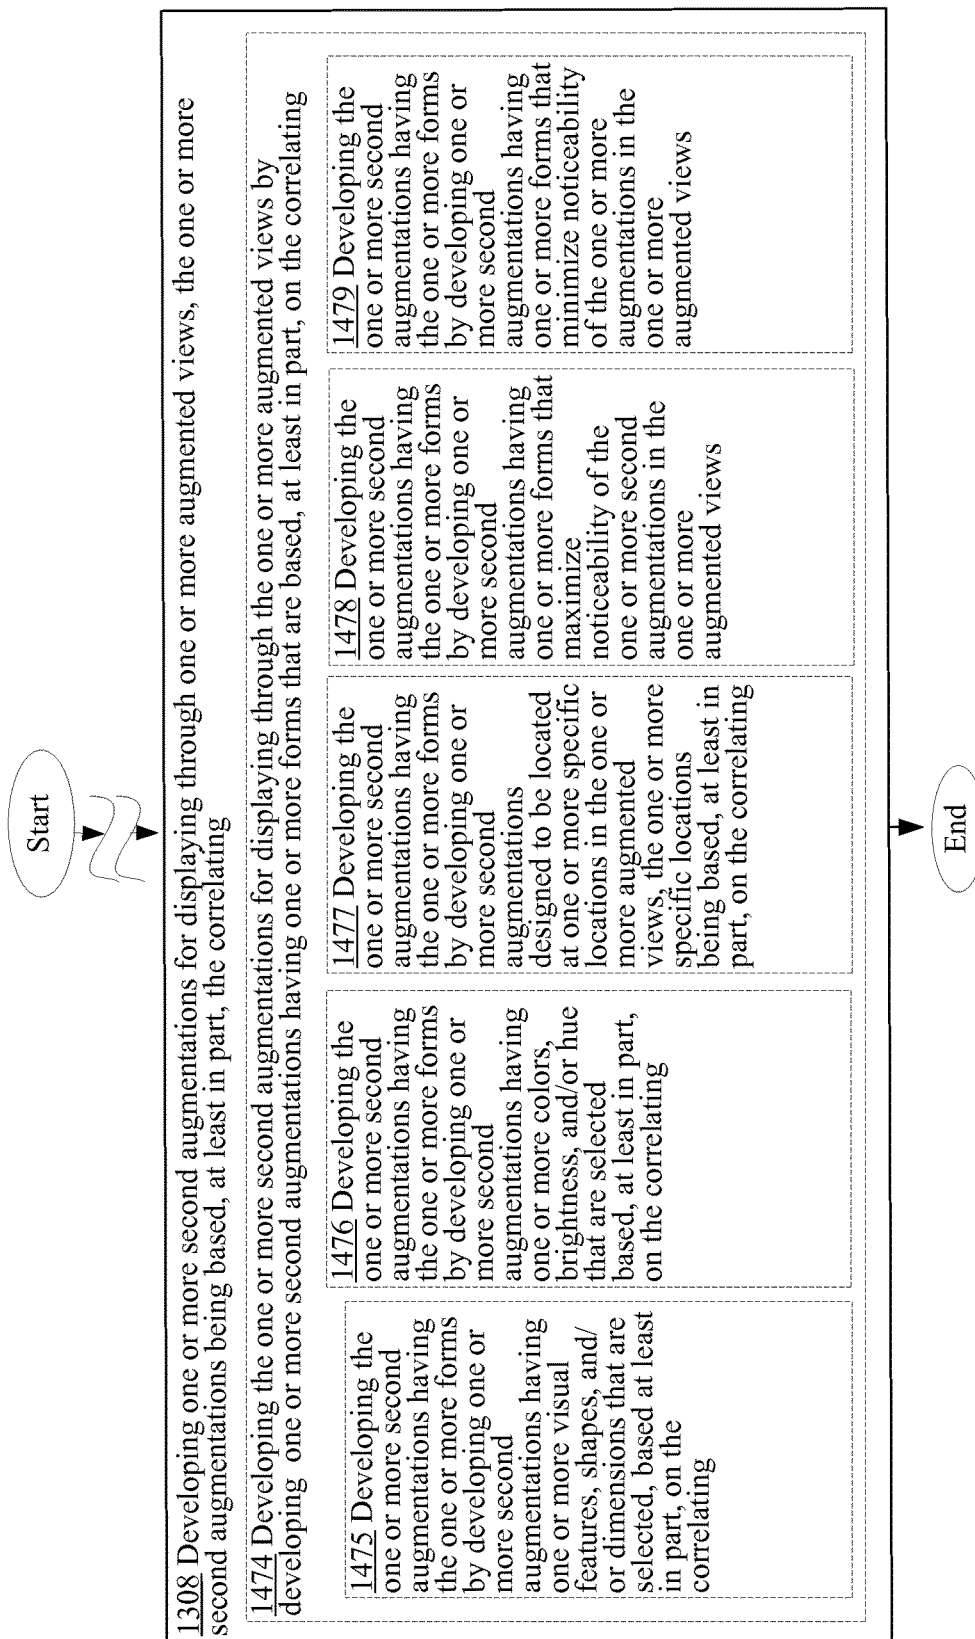 Start
1308 Developing one or more second augmentations for displaying through one or more augmented views, the one or more
second augmentations being based, at least in part, the correlating
1474 Developing the one or more second augmentations for displaying through the one or more augmented views by
developing one or more second augmentations having one or more forms that are based, at least in part, on the correlating
1475 Developing the
one or more second
augmentations having
the one or more forms
by developing one or
more second
augmentations having
one or more visual
features, shapes, and/
or dimensions that are
selected, based at least
in part, on the
correlating
1476 Developing the
one or more second
augmentations having
the one or more forms
by developing one or
more second
augmentations having
one or more colors,
brightness, and/or hue
that are selected
based, at least in part,
on the correlating
1477 Developing the
one or more second
augmentations having
the one or more forms
by developing one or
more second
augmentations
designed to be located
at one or more specific
locations in the one or
more augmented
views, the one or more
specific locations
being based, at least in
part, on the correlating
1478 Developing the
one or more second
augmentations having
the one or more forms
by developing one or
more second
augmentations having
one or more forms that
maximize
noticeability of the
one or more second
augmentations in the
one or more
augmented views
1479 Developing the
one or more second
augmentations having
the one or more forms
by developing one or
more second
augmentations having
one or more forms that
minimize noticeability
of the one or more
augmentations in the
one or more
augmented views
End